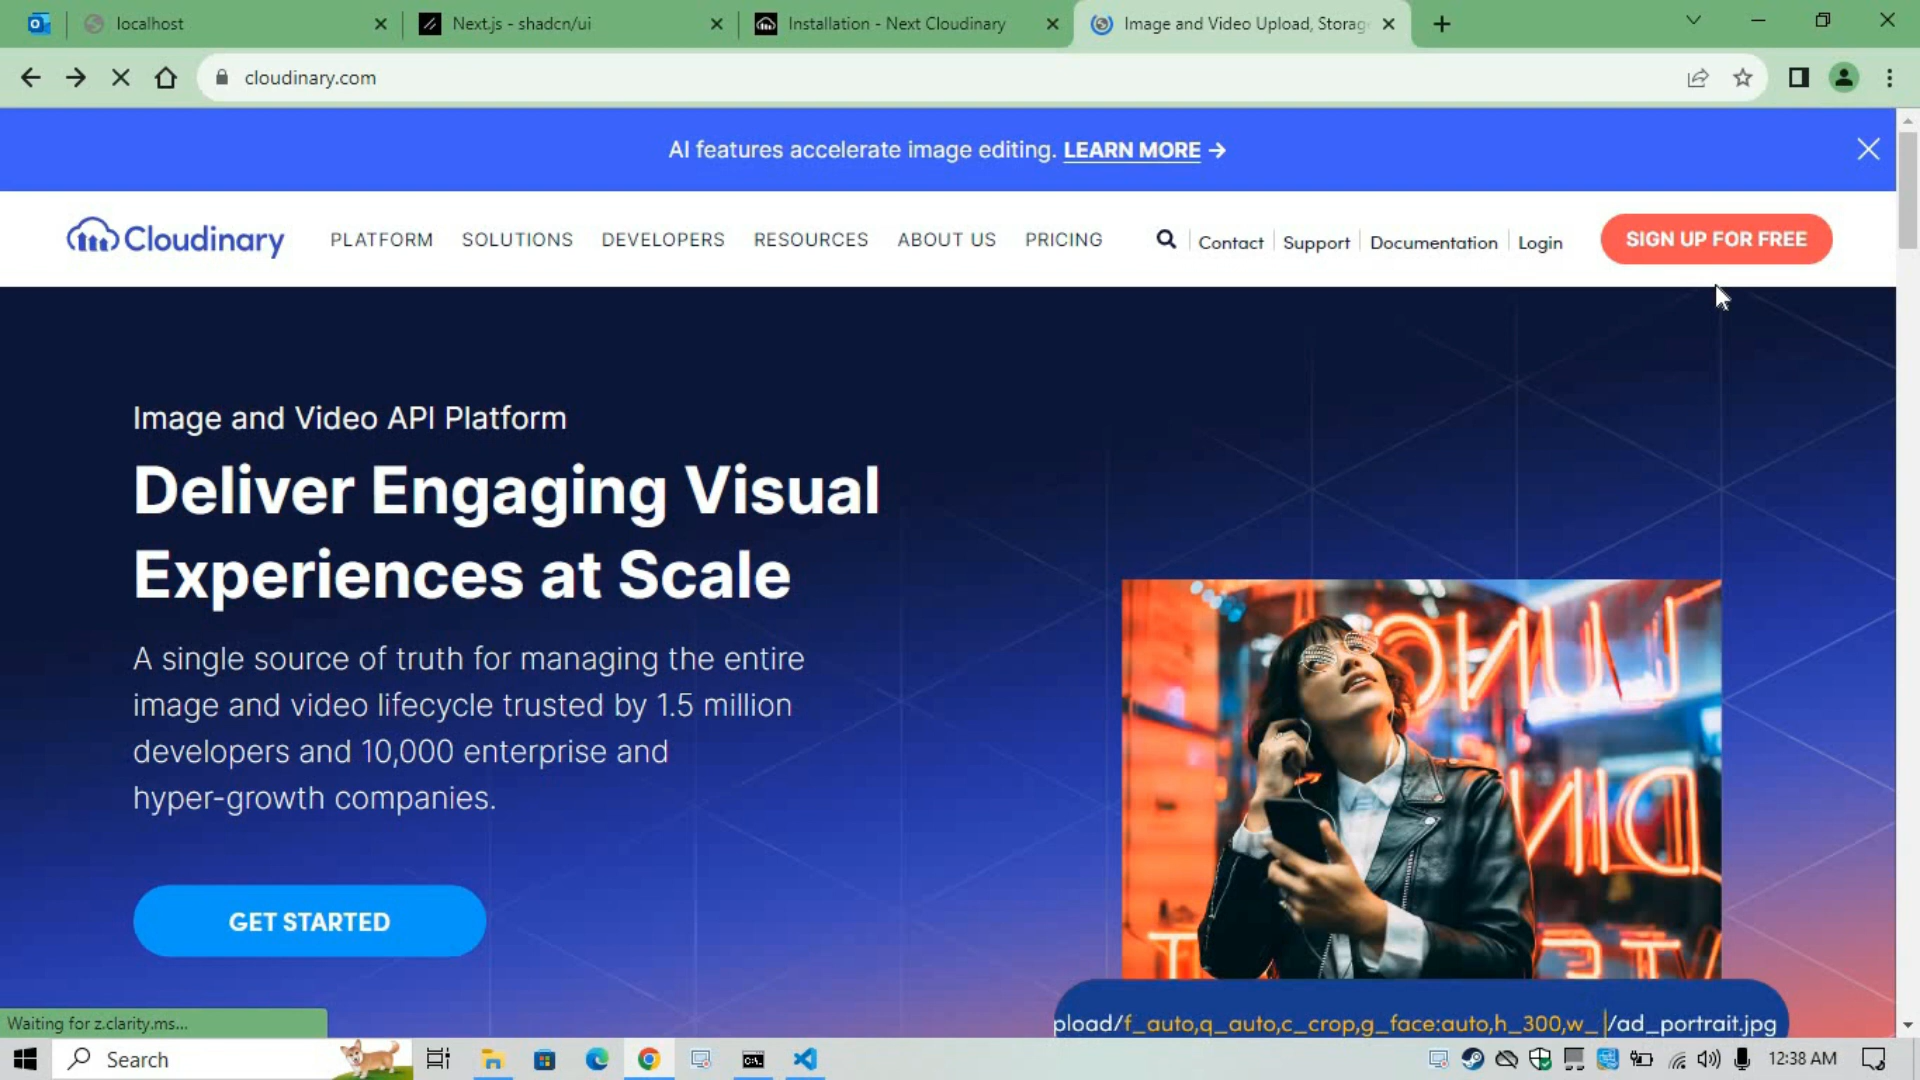 localhost
Next.js - shadcn/ui
Installation - Next Cloudinary
Image and Video Upload, Storag
cloudinary.com
AI features accelerate image editing. LEARN MORE →
Cloudinary
PLATFORM SOLUTIONS DEVELOPERS RESOURCES ABOUT US PRICING
Contact Support Documentation Login
SIGN UP FOR FREE
Image and Video API Platform
Deliver Engaging Visual
Experiences at Scale
A single source of truth for managing the entire
image and video lifecycle trusted by 1.5 million
developers and 10,000 enterprise and
hyper-growth companies.
GET STARTED
pload/f_auto,q_auto,c_crop,g_face:auto,h_300,w_ /ad_portrait.jpg
Waiting for z.clarity.ms...
Search
12:38 AM